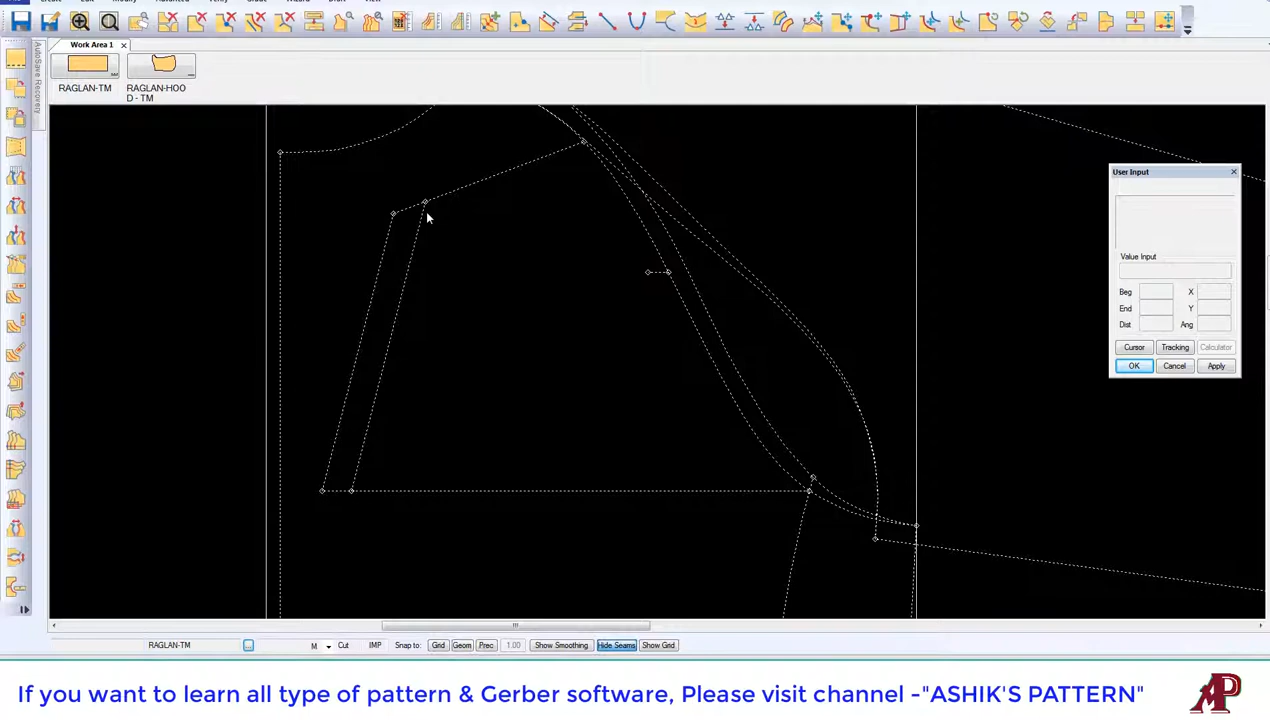 Work Area 1
AutoSave Recovery
RAGLAN-TM
RAGLAN-HOO
D - TM
User Input
Value Input
Beg
X
End
Y
Dist
Ang
Cursor
Tracking
Calculator
OK
Cancel
Apply
RAGLAN-TM
M
Cut
IMP
Snap to:
Grid
Geom
Prec
1.00
Show Smoothing
Hide Seams
Show Grid
If you want to learn all type of pattern & Gerber software, Please visit channel -"ASHIK'S PATTERN"
AP